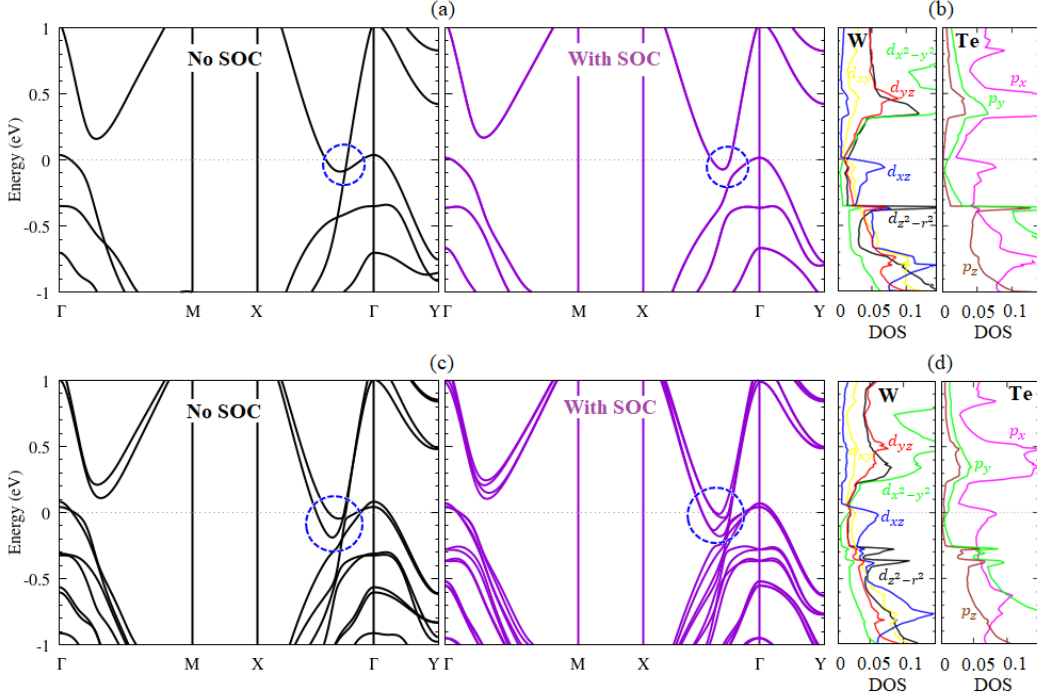 (a)
(b)
No SOC
With SOC
W
Te
Energy (eV)
1
0.5
0
-0.5
-1
Γ
M
X
Γ
Y
Γ
M
X
Γ
Y
d_{x²−y²}
d_{xy}
d_{yz}
d_{xz}
d_{z²−r²}
p_x
p_y
p_z
0 0.05 0.1
DOS
0.05 0.1
DOS
(c)
(d)
No SOC
With SOC
W
Te
Energy (eV)
1
0.5
0
-0.5
-1
Γ
M
X
Γ
Y
Γ
M
X
Γ
Y
d_{yz}
d_{xy}
d_{x²−y²}
d_{xz}
d_{z²−r²}
p_x
p_y
p_z
0 0.05 0.1
DOS
0 0.05 0.1
DOS